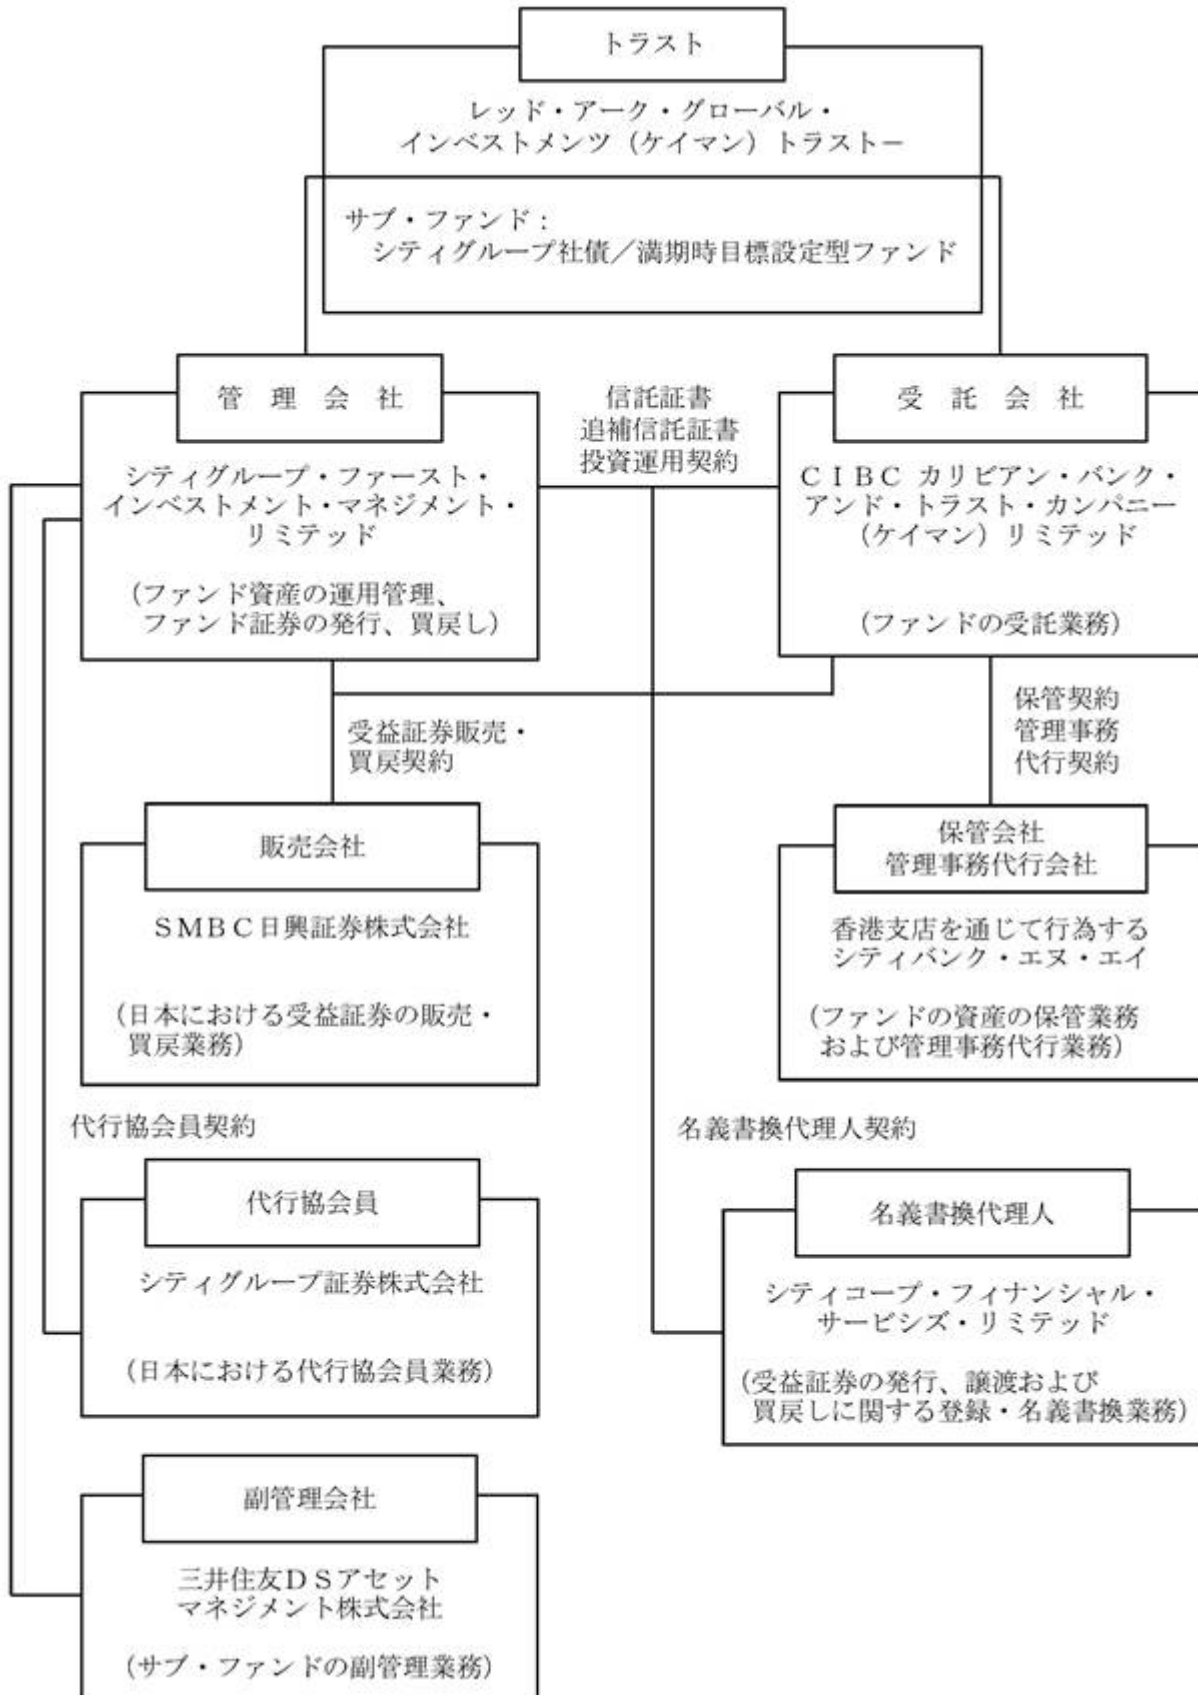 トラスト
レッド・アーク・グローバル・
インベストメンツ（ケイマン）トラスト－
サブ・ファンド：
シティグループ社債／満期時目標設定型ファンド
管　理　会　社
シティグループ・ファースト・
インベストメント・マネジメント・
リミテッド
（ファンド資産の運用管理、
ファンド証券の発行、買戻し）
信託証書
追補信託証書
投資運用契約
受　託　会　社
ＣＩＢＣ カリビアン・バンク・
アンド・トラスト・カンパニー
（ケイマン）リミテッド
（ファンドの受託業務）
受益証券販売・
買戻契約
保管契約
管理事務
代行契約
販売会社
ＳＭＢＣ日興証券株式会社
（日本における受益証券の販売・
買戻業務）
保管会社
管理事務代行会社
香港支店を通じて行為する
シティバンク・エヌ・エイ
（ファンドの資産の保管業務
および管理事務代行業務）
代行協会員契約
名義書換代理人契約
代行協会員
シティグループ証券株式会社
（日本における代行協会員業務）
名義書換代理人
シティコープ・フィナンシャル・
サービシズ・リミテッド
（受益証券の発行、譲渡および
買戻しに関する登録・名義書換業務）
副管理会社
三井住友ＤＳアセット
マネジメント株式会社
（サブ・ファンドの副管理業務）